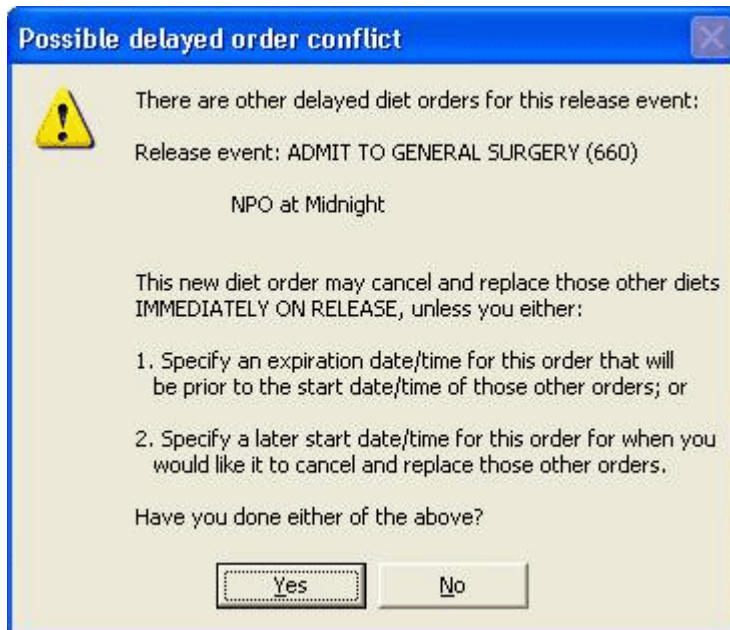 Possible delayed order conflict
There are other delayed diet orders for this release event:
Release event: ADMIT TO GENERAL SURGERY (660)
NPO at Midnight
This new diet order may cancel and replace those other diets
IMMEDIATELY ON RELEASE, unless you either:
1. Specify an expiration date/time for this order that will
be prior to the start date/time of those other orders; or
2. Specify a later start date/time for this order for when you
would like it to cancel and replace those other orders.
Have you done either of the above?
Yes No